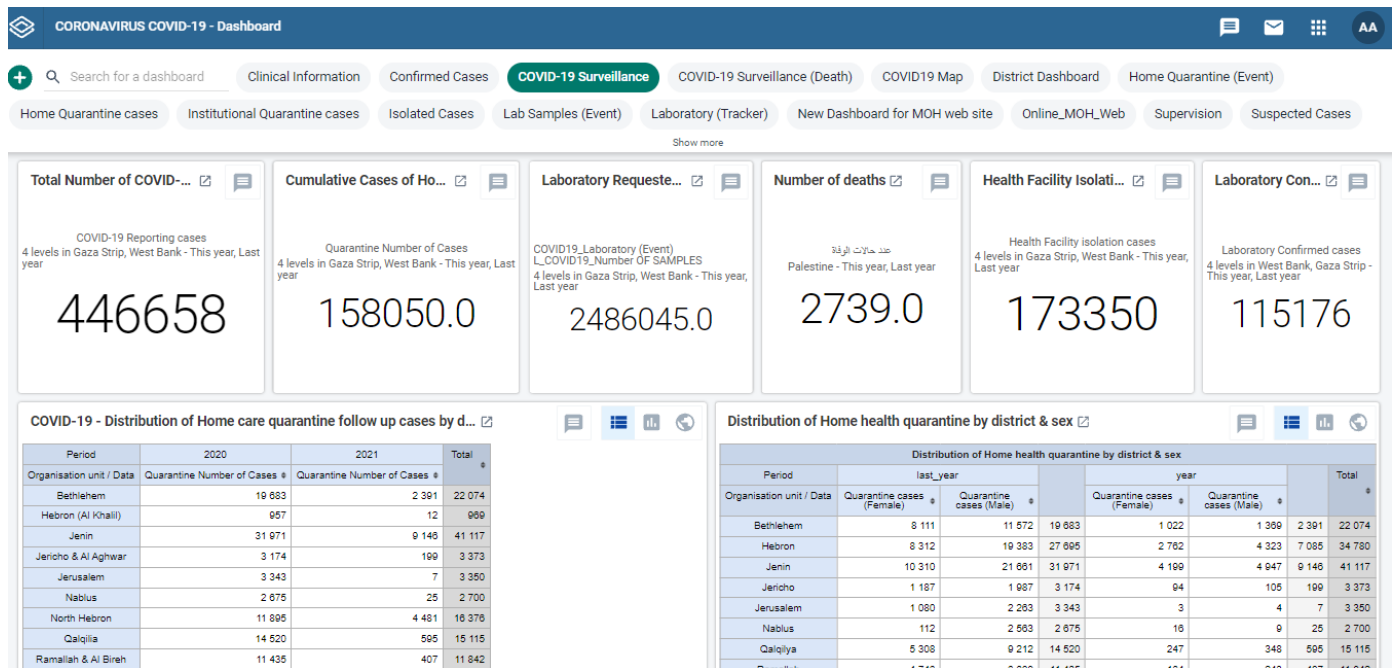 CORONAVIRUS COVID-19 - Dashboard
AA
Search for a dashboard
Clinical Information
Confirmed Cases
COVID-19 Surveillance
COVID-19 Surveillance (Death)
COVID19 Map
District Dashboard
Home Quarantine (Event)
Home Quarantine cases
Institutional Quarantine cases
Isolated Cases
Lab Samples (Event)
Laboratory (Tracker)
New Dashboard for MOH web site
Online_MOH_Web
Supervision
Suspected Cases
Show more
Total Number of COVID-...
COVID-19 Reporting cases
4 levels in Gaza Strip, West Bank - This year, Last
year
446658
Cumulative Cases of Ho...
Quarantine Number of Cases
4 levels in Gaza Strip, West Bank - This year, Last
year
158050.0
Laboratory Requeste...
COVID19_Laboratory (Event)
L_COVID19_Number OF SAMPLES
4 levels in Gaza Strip, West Bank - This year,
Last year
2486045.0
Number of deaths
عند حالات الوفاة
Palestine - This year, Last year
2739.0
Health Facility Isolati...
Health Facility isolation cases
4 levels in Gaza Strip, West Bank - This year,
Last year
173350
Laboratory Con...
Laboratory Confirmed cases
4 levels in West Bank, Gaza Strip -
This year, Last year
115176
COVID-19 - Distribution of Home care quarantine follow up cases by d...
Period 2020 2021 Total
Organisation unit / Data Quarantine Number of Cases Quarantine Number of Cases
Bethlehem 19 683 2 391 22 074
Hebron (Al Khalil) 957 12 969
Jenin 31 971 9 146 41 117
Jericho & Al Aghwar 3 174 199 3 373
Jerusalem 3 343 7 3 350
Nablus 2 675 25 2 700
North Hebron 11 895 4 481 16 376
Qalqilia 14 520 595 15 115
Ramallah & Al Bireh 11 435 407 11 842
Distribution of Home health quarantine by district & sex
Distribution of Home health quarantine by district & sex
Period last_year year Total
Organisation unit / Data Quarantine cases (Female) Quarantine cases (Male) Quarantine cases (Female) Quarantine cases (Male)
Bethlehem 8 111 11 572 19 683 1 022 1 369 2 391 22 074
Hebron 8 312 19 383 27 695 2 762 4 323 7 085 34 780
Jenin 10 310 21 661 31 971 4 199 4 947 9 146 41 117
Jericho 1 187 1 987 3 174 94 105 199 3 373
Jerusalem 1 080 2 263 3 343 3 4 7 3 350
Nablus 112 2 563 2 675 16 9 25 2 700
Qalqilya 5 308 9 212 14 520 247 348 595 15 115